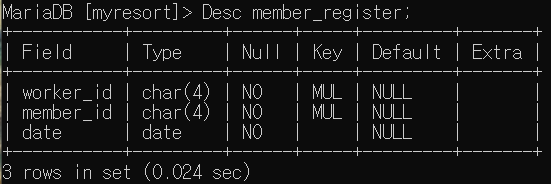 MariaDB [myresort]> Desc member_register;
+-----------+---------+------+-----+---------+-------+
| Field | Type | Null | Key | Default | Extra |
+-----------+---------+------+-----+---------+-------+
| worker_id | char(4) | NO | MUL | NULL | |
| member_id | char(4) | NO | MUL | NULL | |
| date | date | NO | | NULL | |
+-----------+---------+------+-----+---------+-------+
3 rows in set (0.024 sec)